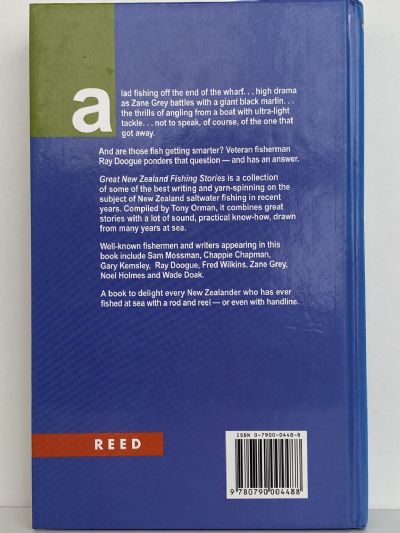 a lad fishing off the end of the wharf. . . high drama
as Zane Grey battles with a giant black marlin. . .
the thrills of angling from a boat with ultra-light
tackle. . . not to speak, of course, of the one that
got away.
And are those fish getting smarter? Veteran fisherman
Ray Doogue ponders that question — and has an answer.
Great New Zealand Fishing Stories is a collection
of some of the best writing and yarn-spinning on the
subject of New Zealand saltwater fishing in recent
years. Compiled by Tony Orman, it combines great
stories with a lot of sound, practical know-how, drawn
from many years at sea.
Well-known fishermen and writers appearing in this
book include Sam Mossman, Chappie Chapman,
Gary Kemsley, Ray Doogue, Fred Wilkins, Zane Grey,
Noel Holmes and Wade Doak.
A book to delight every New Zealander who has ever
fished at sea with a rod and reel — or even with handline.
REED
ISBN 0-7900-0448-8
9 780790 004488